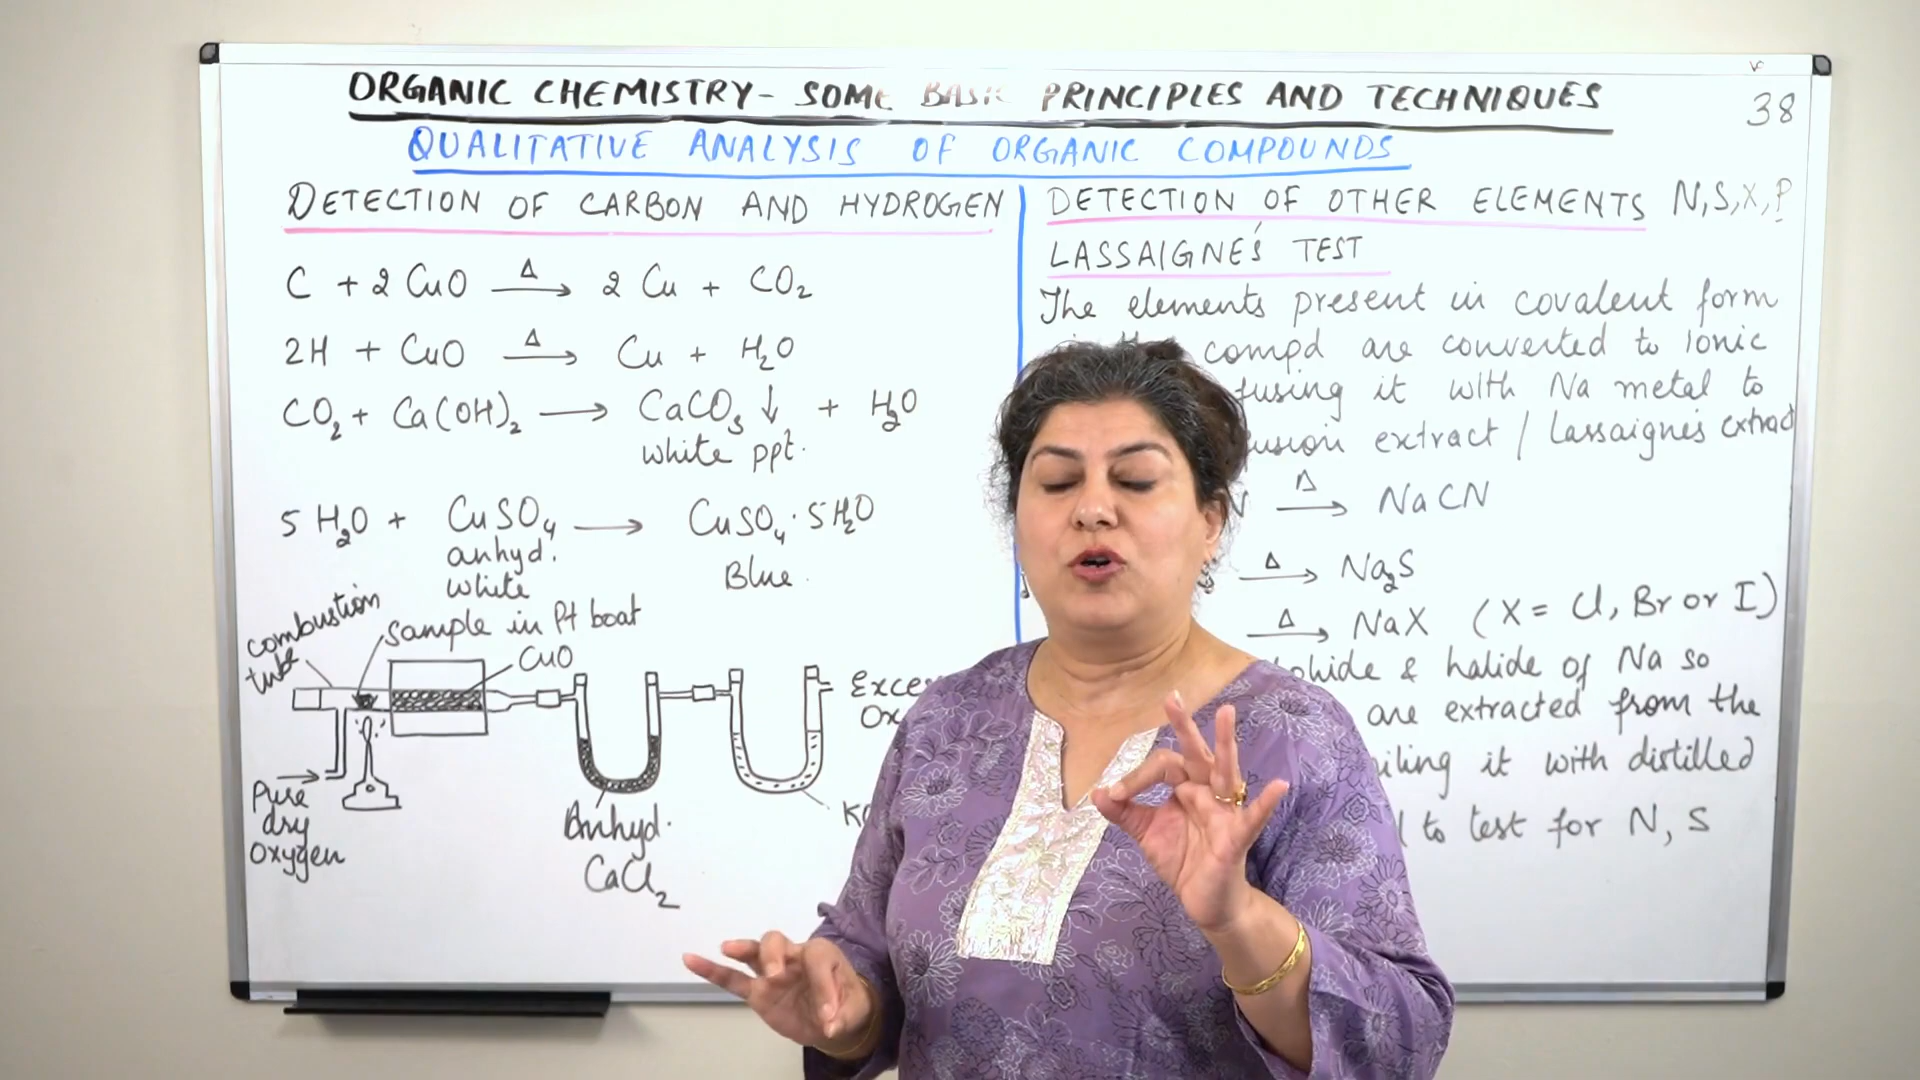 ORGANIC CHEMISTRY- SOME BASIC PRINCIPLES AND TECHNIQUES
38
QUALITATIVE ANALYSIS OF ORGANIC COMPOUNDS
DETECTION OF CARBON AND HYDROGEN
C + 2 CuO Δ→ 2 Cu + CO₂
2H + CuO Δ→ Cu + H₂O
CO₂ + Ca(OH)₂ → CaCO₃ ↓ + H₂O
white ppt.
5 H₂O + CuSO₄ → CuSO₄·5H₂O
anhyd.
white
Blue
combustion
tube
Sample in Pt boat
CuO
Pure
dry
oxygen
Anhyd.
CaCl₂
DETECTION OF OTHER ELEMENTS N,S,X,P
LASSAIGNE'S TEST
The elements present in covalent form
compd are converted to ionic
fusing it with Na metal to
fusion extract / Lassaigne's extract
N Δ→ NaCN
Δ→ Na₂S
Δ→ NaX (X = Cl, Br or I)
& halide of Na so
are extracted from the
it with distilled
to test for N, S